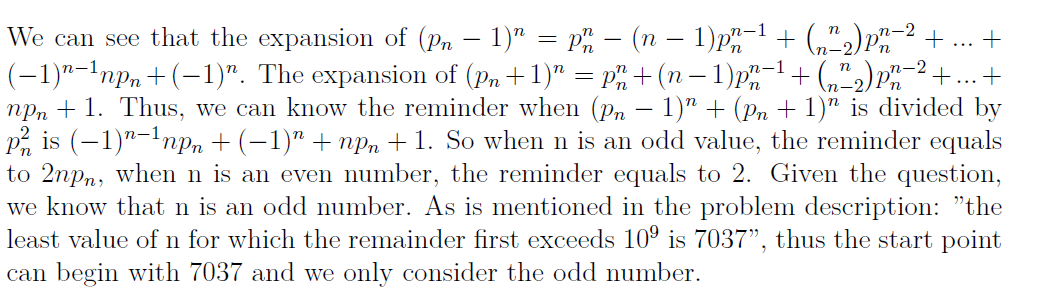 We can see that the expansion of $(p_n - 1)^n = p_n^n - (n-1)p_n^{n-1} + \binom{n}{n-2}p_n^{n-2} + ... +$
$(-1)^{n-1}np_n + (-1)^n$. The expansion of $(p_n+1)^n = p_n^n + (n-1)p_n^{n-1} + \binom{n}{n-2}p_n^{n-2} + ... +$
$np_n + 1$. Thus, we can know the reminder when $(p_n - 1)^n + (p_n + 1)^n$ is divided by
$p_n^2$ is $(-1)^{n-1}np_n + (-1)^n + np_n + 1$. So when n is an odd value, the reminder equals
to $2np_n$, when n is an even number, the reminder equals to 2. Given the question,
we know that n is an odd number. As is mentioned in the problem description: ”the
least value of n for which the remainder first exceeds $10^9$ is 7037”, thus the start point
can begin with 7037 and we only consider the odd number.